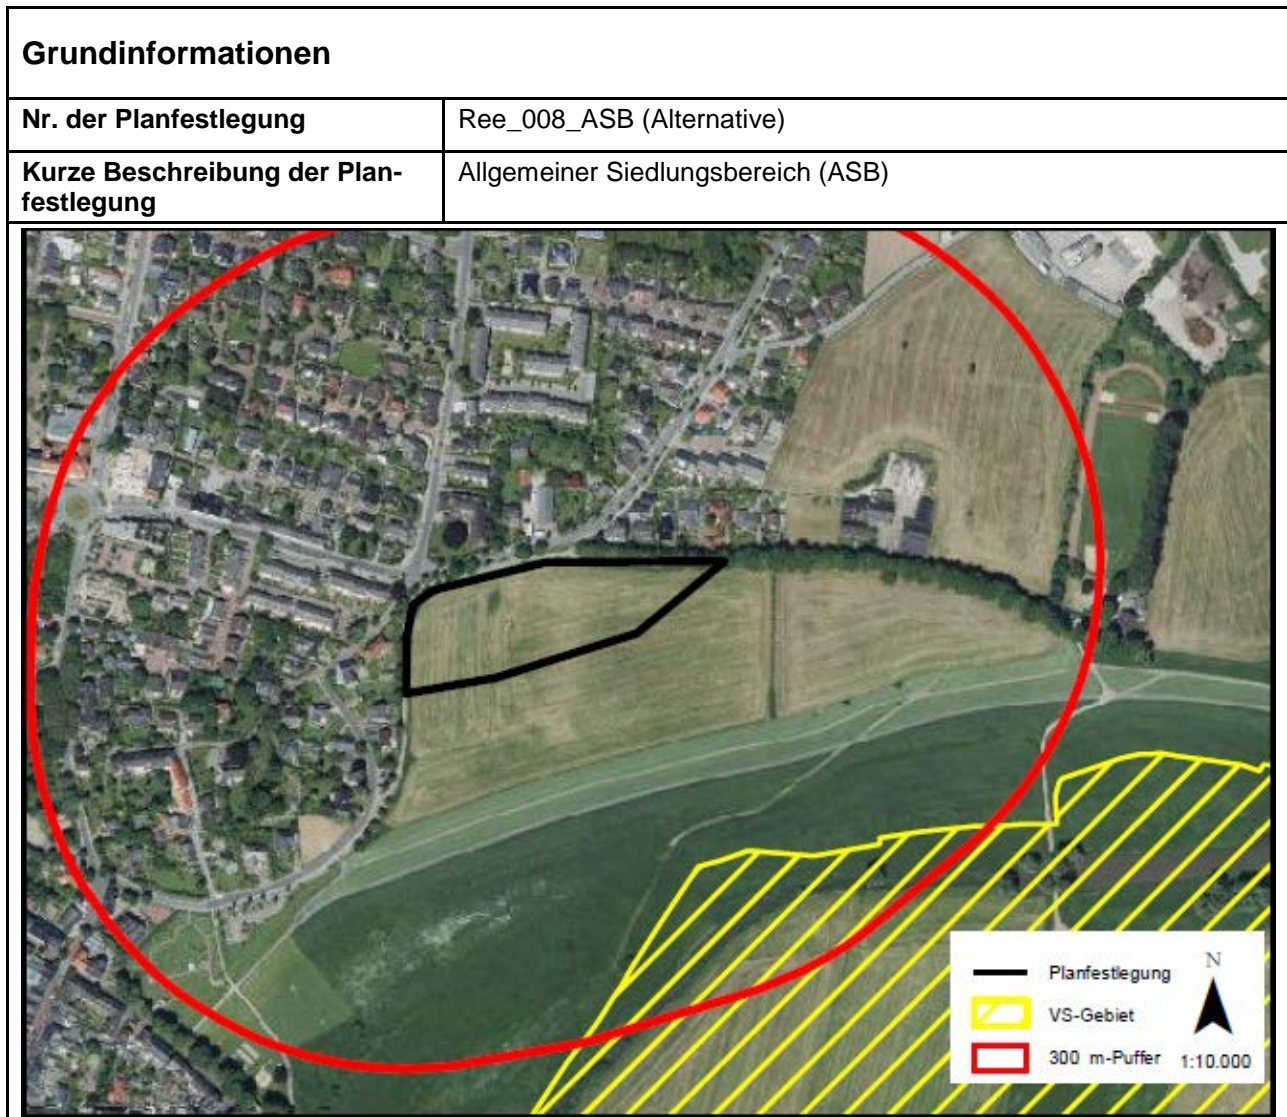 Grundinformationen
Nr. der Planfestlegung
Ree_008_ASB (Alternative)
Kurze Beschreibung der Plan-
festlegung
Allgemeiner Siedlungsbereich (ASB)
Planfestlegung
N
VS-Gebiet
300 m-Puffer
1:10.000